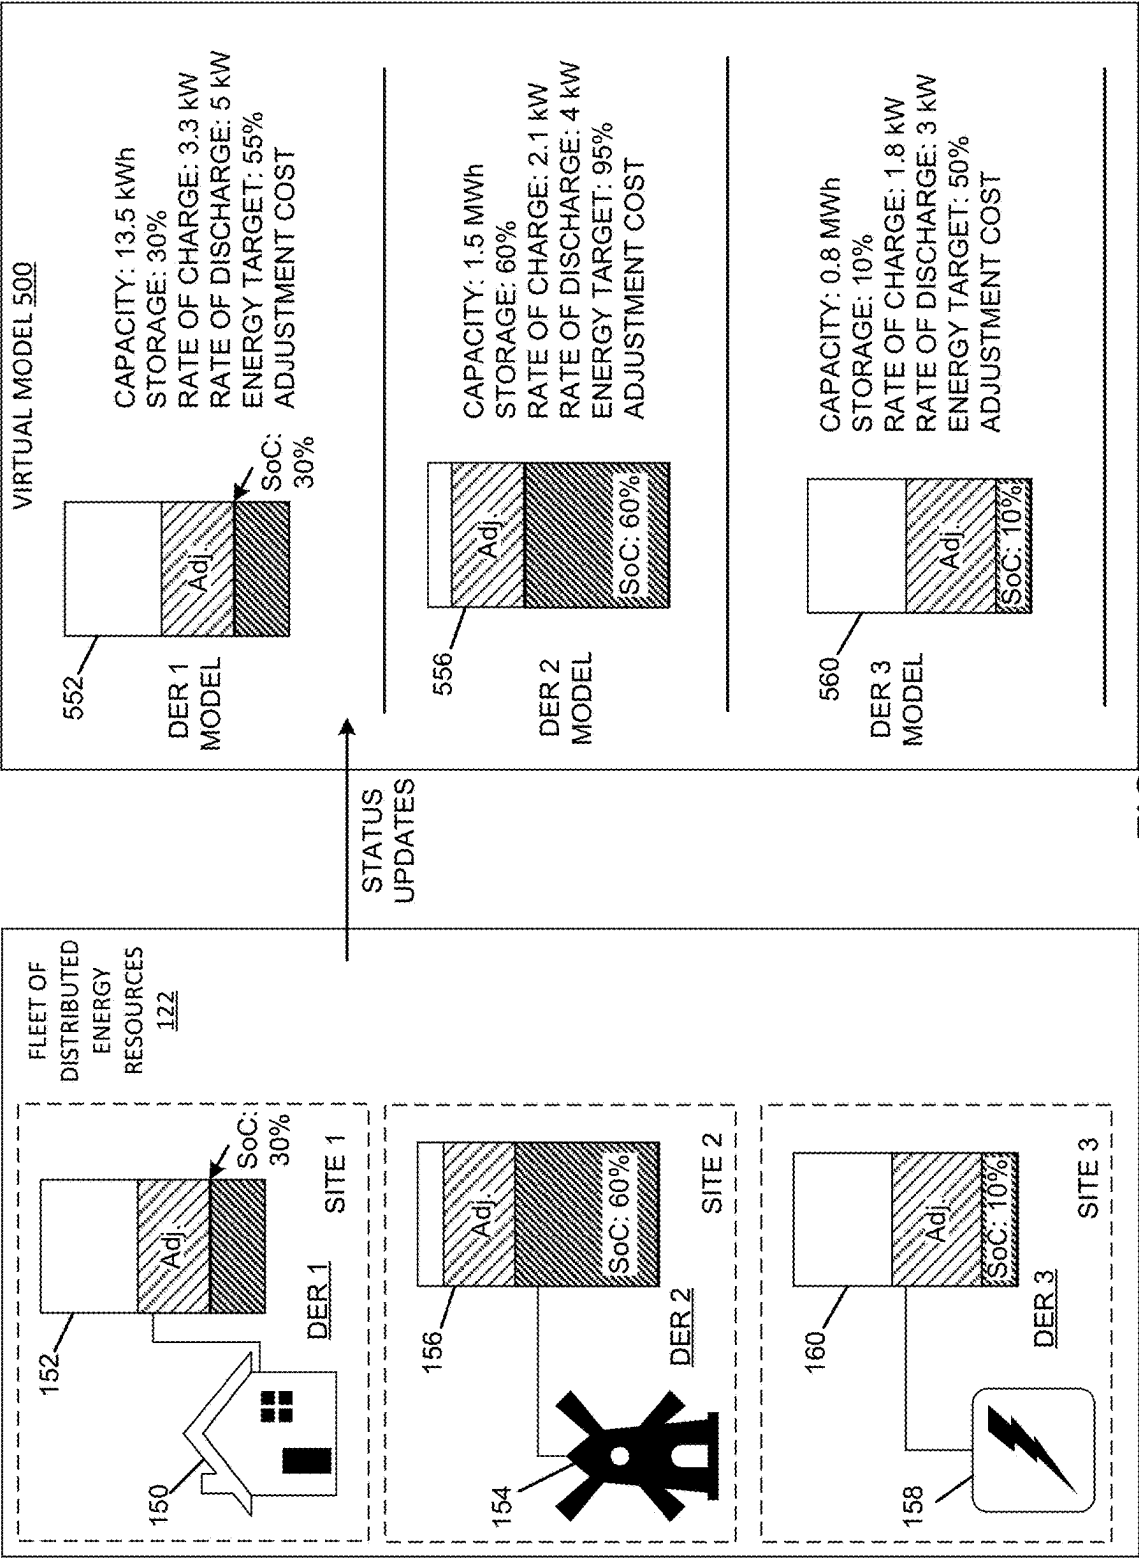 FLEET OF
DISTRIBUTED
ENERGY
RESOURCES
122
152
Adj.
SoC:
30%
150
DER 1
SITE 1
156
Adj.
SoC: 60%
154
DER 2
SITE 2
160
Adj.
SoC: 10%
158
DER 3
SITE 3
STATUS
UPDATES
VIRTUAL MODEL 500
552
Adj.
SoC:
30%
DER 1
MODEL
CAPACITY: 13.5 kWh
STORAGE: 30%
RATE OF CHARGE: 3.3 kW
RATE OF DISCHARGE: 5 kW
ENERGY TARGET: 55%
ADJUSTMENT COST
556
Adj.
SoC: 60%
DER 2
MODEL
CAPACITY: 1.5 MWh
STORAGE: 60%
RATE OF CHARGE: 2.1 kW
RATE OF DISCHARGE: 4 kW
ENERGY TARGET: 95%
ADJUSTMENT COST
560
Adj.
SoC: 10%
DER 3
MODEL
CAPACITY: 0.8 MWh
STORAGE: 10%
RATE OF CHARGE: 1.8 kW
RATE OF DISCHARGE: 3 kW
ENERGY TARGET: 50%
ADJUSTMENT COST